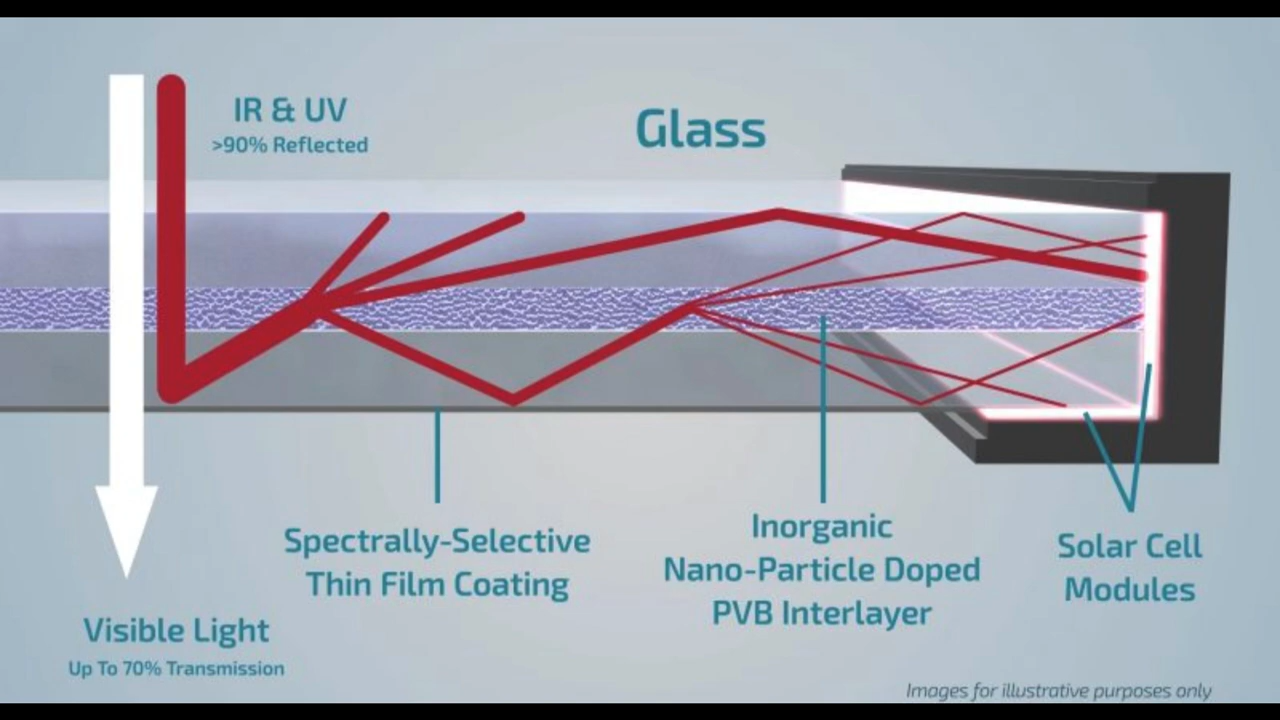 IR & UV
>90% Reflected
Glass
Spectrally-Selective
Thin Film Coating
Inorganic
Nano-Particle Doped
PVB Interlayer
Solar Cell
Modules
Visible Light
Up To 70% Transmission
Images for illustrative purposes only